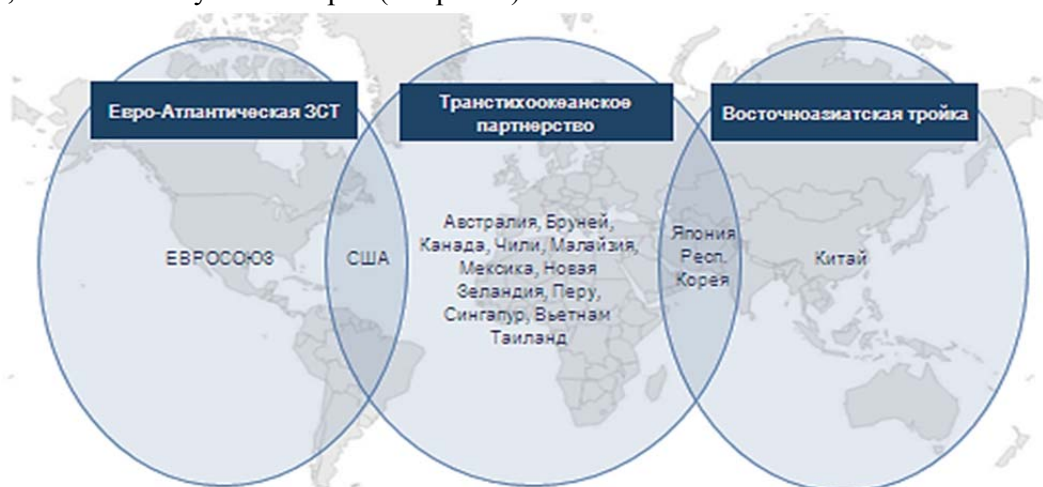 Евро-Атлантическая ЗСТ
Транстихоокеанское
партнерство
Восточноазиатская тройка
ЕВРОСОЮЗ
США
Австралия, Бруней,
Канада, Чили, Малайзия,
Мексика, Новая
Зеландия, Перу,
Сингапур, Вьетнам
Таиланд
Япония
Респ.
Корея
Китай